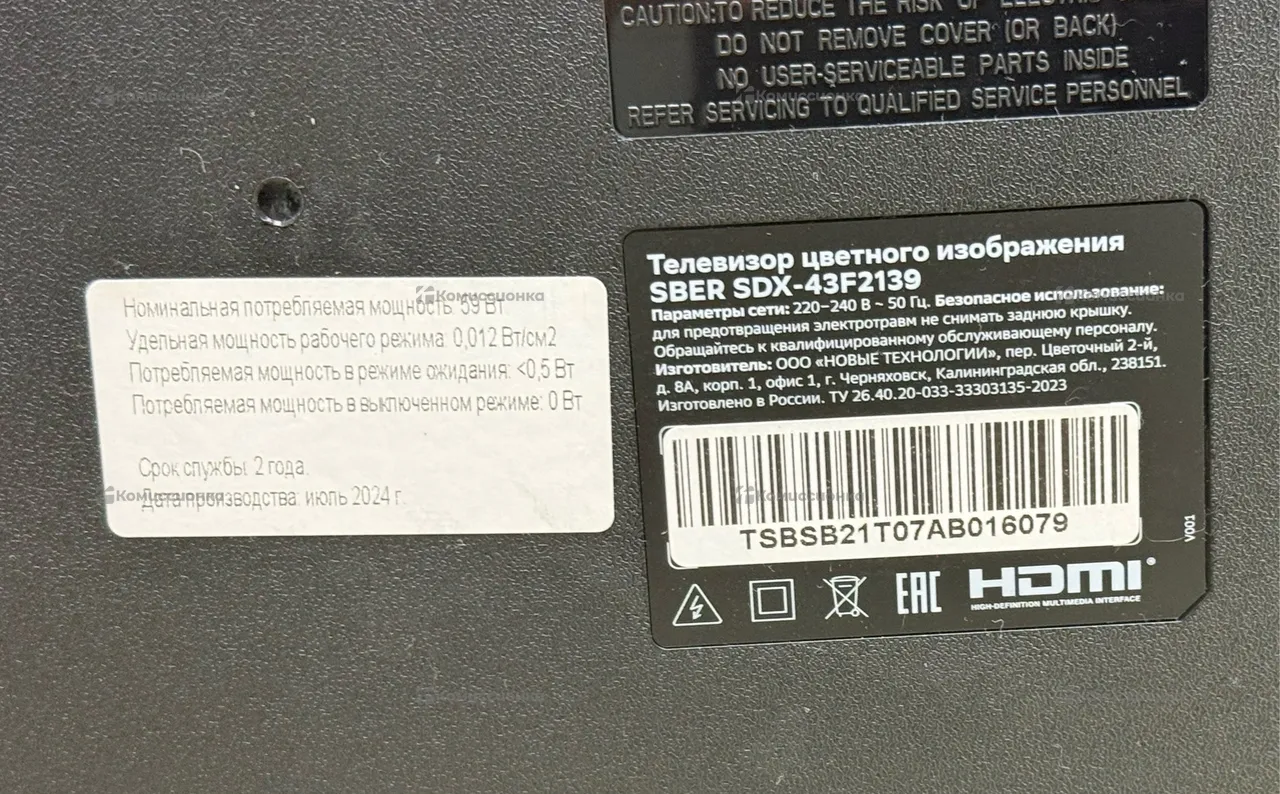 CAUTION:TO REDUCE THE RISK OF
DO NOT REMOVE COVER (OR BACK)
NO USER-SERVICEABLE PARTS INSIDE
REFER SERVICING TO QUALIFIED SERVICE PERSONNEL
Номинальная потребляемая мощность: 59 Вт
Удельная мощность рабочего режима: 0,012 Вт/см2
Потребляемая мощность в режиме ожидания: <0,5 Вт
Потребляемая мощность в выключенном режиме: 0 Вт
Срок службы: 2 года
Дата производства: июль 2024 г.
Телевизор цветного изображения
SBER SDX-43F2139
Параметры сети: 220–240 В ~ 50 Гц. Безопасное использование:
для предотвращения электротравм не снимать заднюю крышку.
Обращайтесь к квалифицированному обслуживающему персоналу.
Изготовитель: ООО «НОВЫЕ ТЕХНОЛОГИИ», пер. Цветочный 2-й,
д. 8А, корп. 1, офис 1, г. Черняховск, Калининградская обл., 238151.
Изготовлено в России. ТУ 26.40.20-033-33303135-2023
TSBSB21T07AB016079
V001
EAC
HDMI®
HIGH-DEFINITION MULTIMEDIA INTERFACE
Комиссионка
Комиссионка
Комиссионка
Комиссионка
Комиссионка